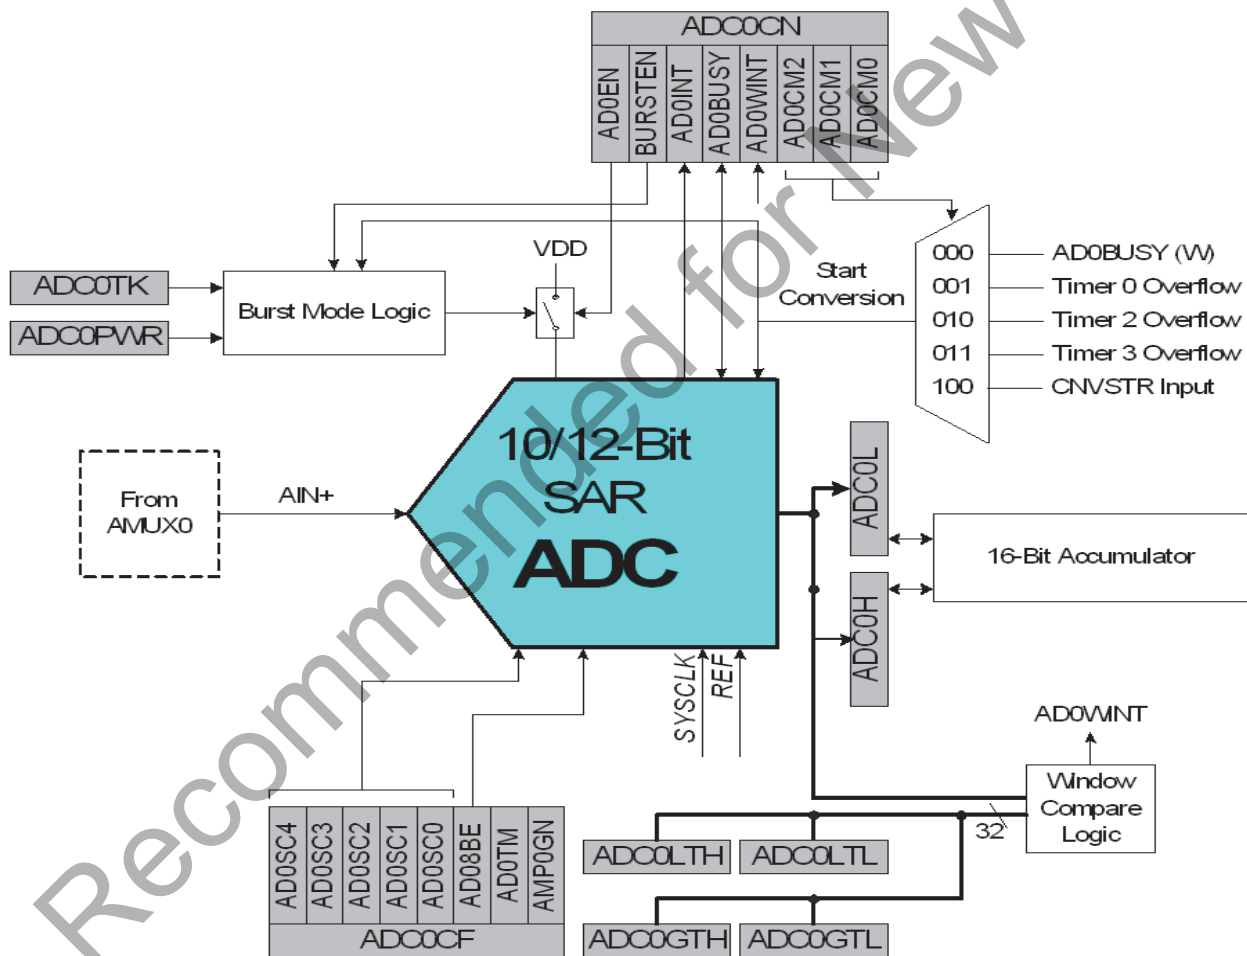 ADC0CN
AD0EN
BURSTEN
AD0INT
AD0BUSY
AD0WINT
AD0CM2
AD0CM1
AD0CM0
VDD
Start
Conversion
000
001
010
011
100
AD0BUSY (W)
Timer 0 Overflow
Timer 2 Overflow
Timer 3 Overflow
CNVSTR Input
ADC0TK
ADC0PWR
Burst Mode Logic
From
AMUX0
AIN+
10/12-Bit
SAR
ADC
ADC0L
ADC0H
16-Bit Accumulator
SYSCLK
REF
AD0WINT
Window
Compare
Logic
32
AD0SC4
AD0SC3
AD0SC2
AD0SC1
AD0SC0
AD08BE
AD0TM
AMP0GN
ADC0CF
ADC0LTH
ADC0LTL
ADC0GTH
ADC0GTL
Recommended for New